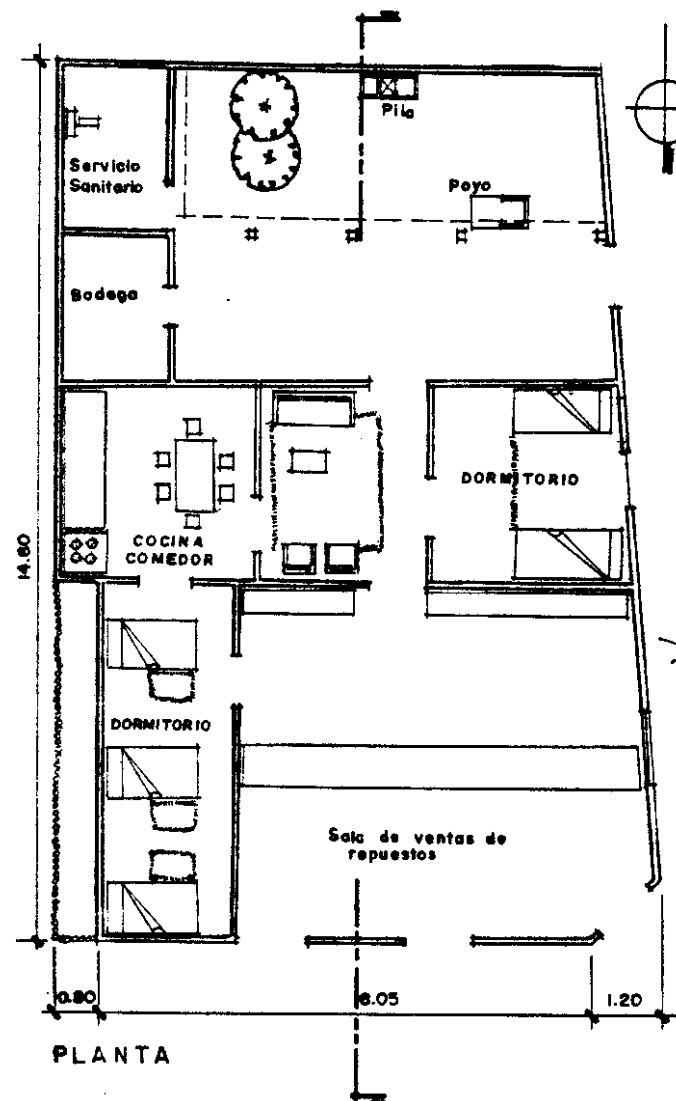 Pila
Servicio
Sanitario
Poyo
Bodega
DORMITORIO
COCINA
COMEDOR
14.60
DORMITORIO
Sala de ventas de
repuestos
0.80
8.05
1.20
PLANTA